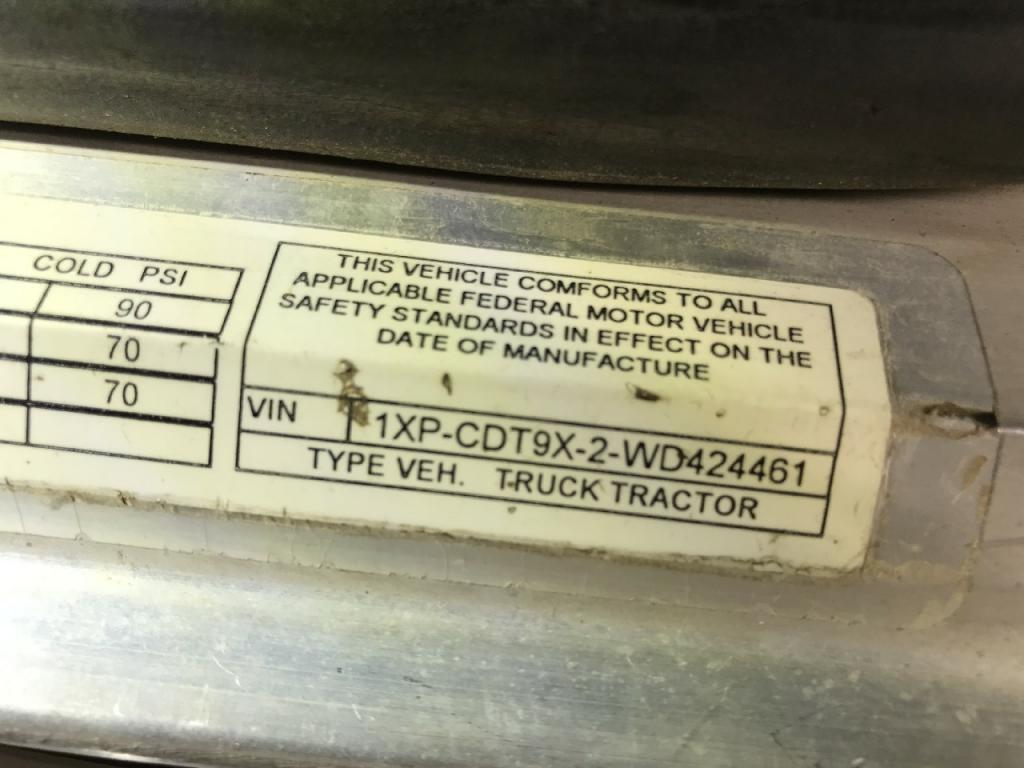 COLD PSI
90
70
70
THIS VEHICLE COMFORMS TO ALL
APPLICABLE FEDERAL MOTOR VEHICLE
SAFETY STANDARDS IN EFFECT ON THE
DATE OF MANUFACTURE
VIN 1XP-CDT9X-2-WD424461
TYPE VEH. TRUCK TRACTOR